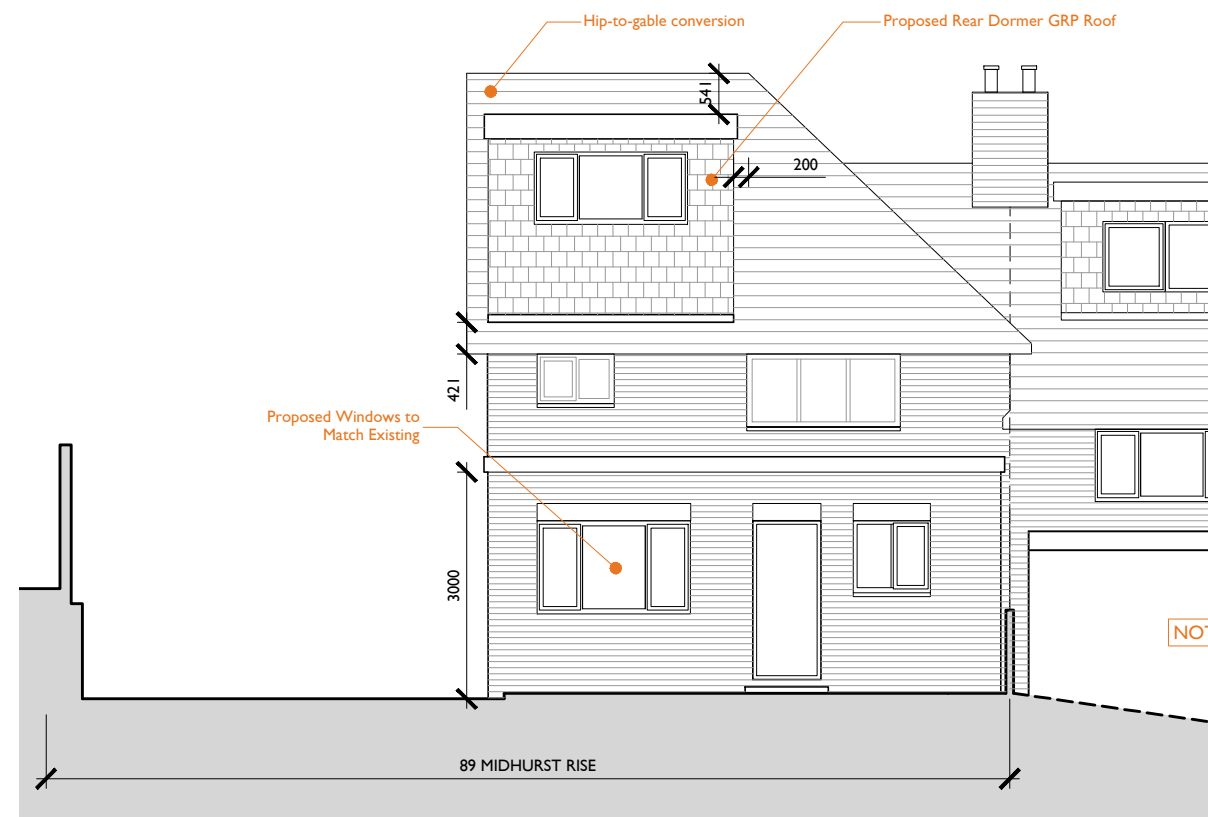 Hip-to-gable conversion
Proposed Rear Dormer GRP Roof
541
200
421
Proposed Windows to
Match Existing
3000
NOT
89 MIDHURST RISE